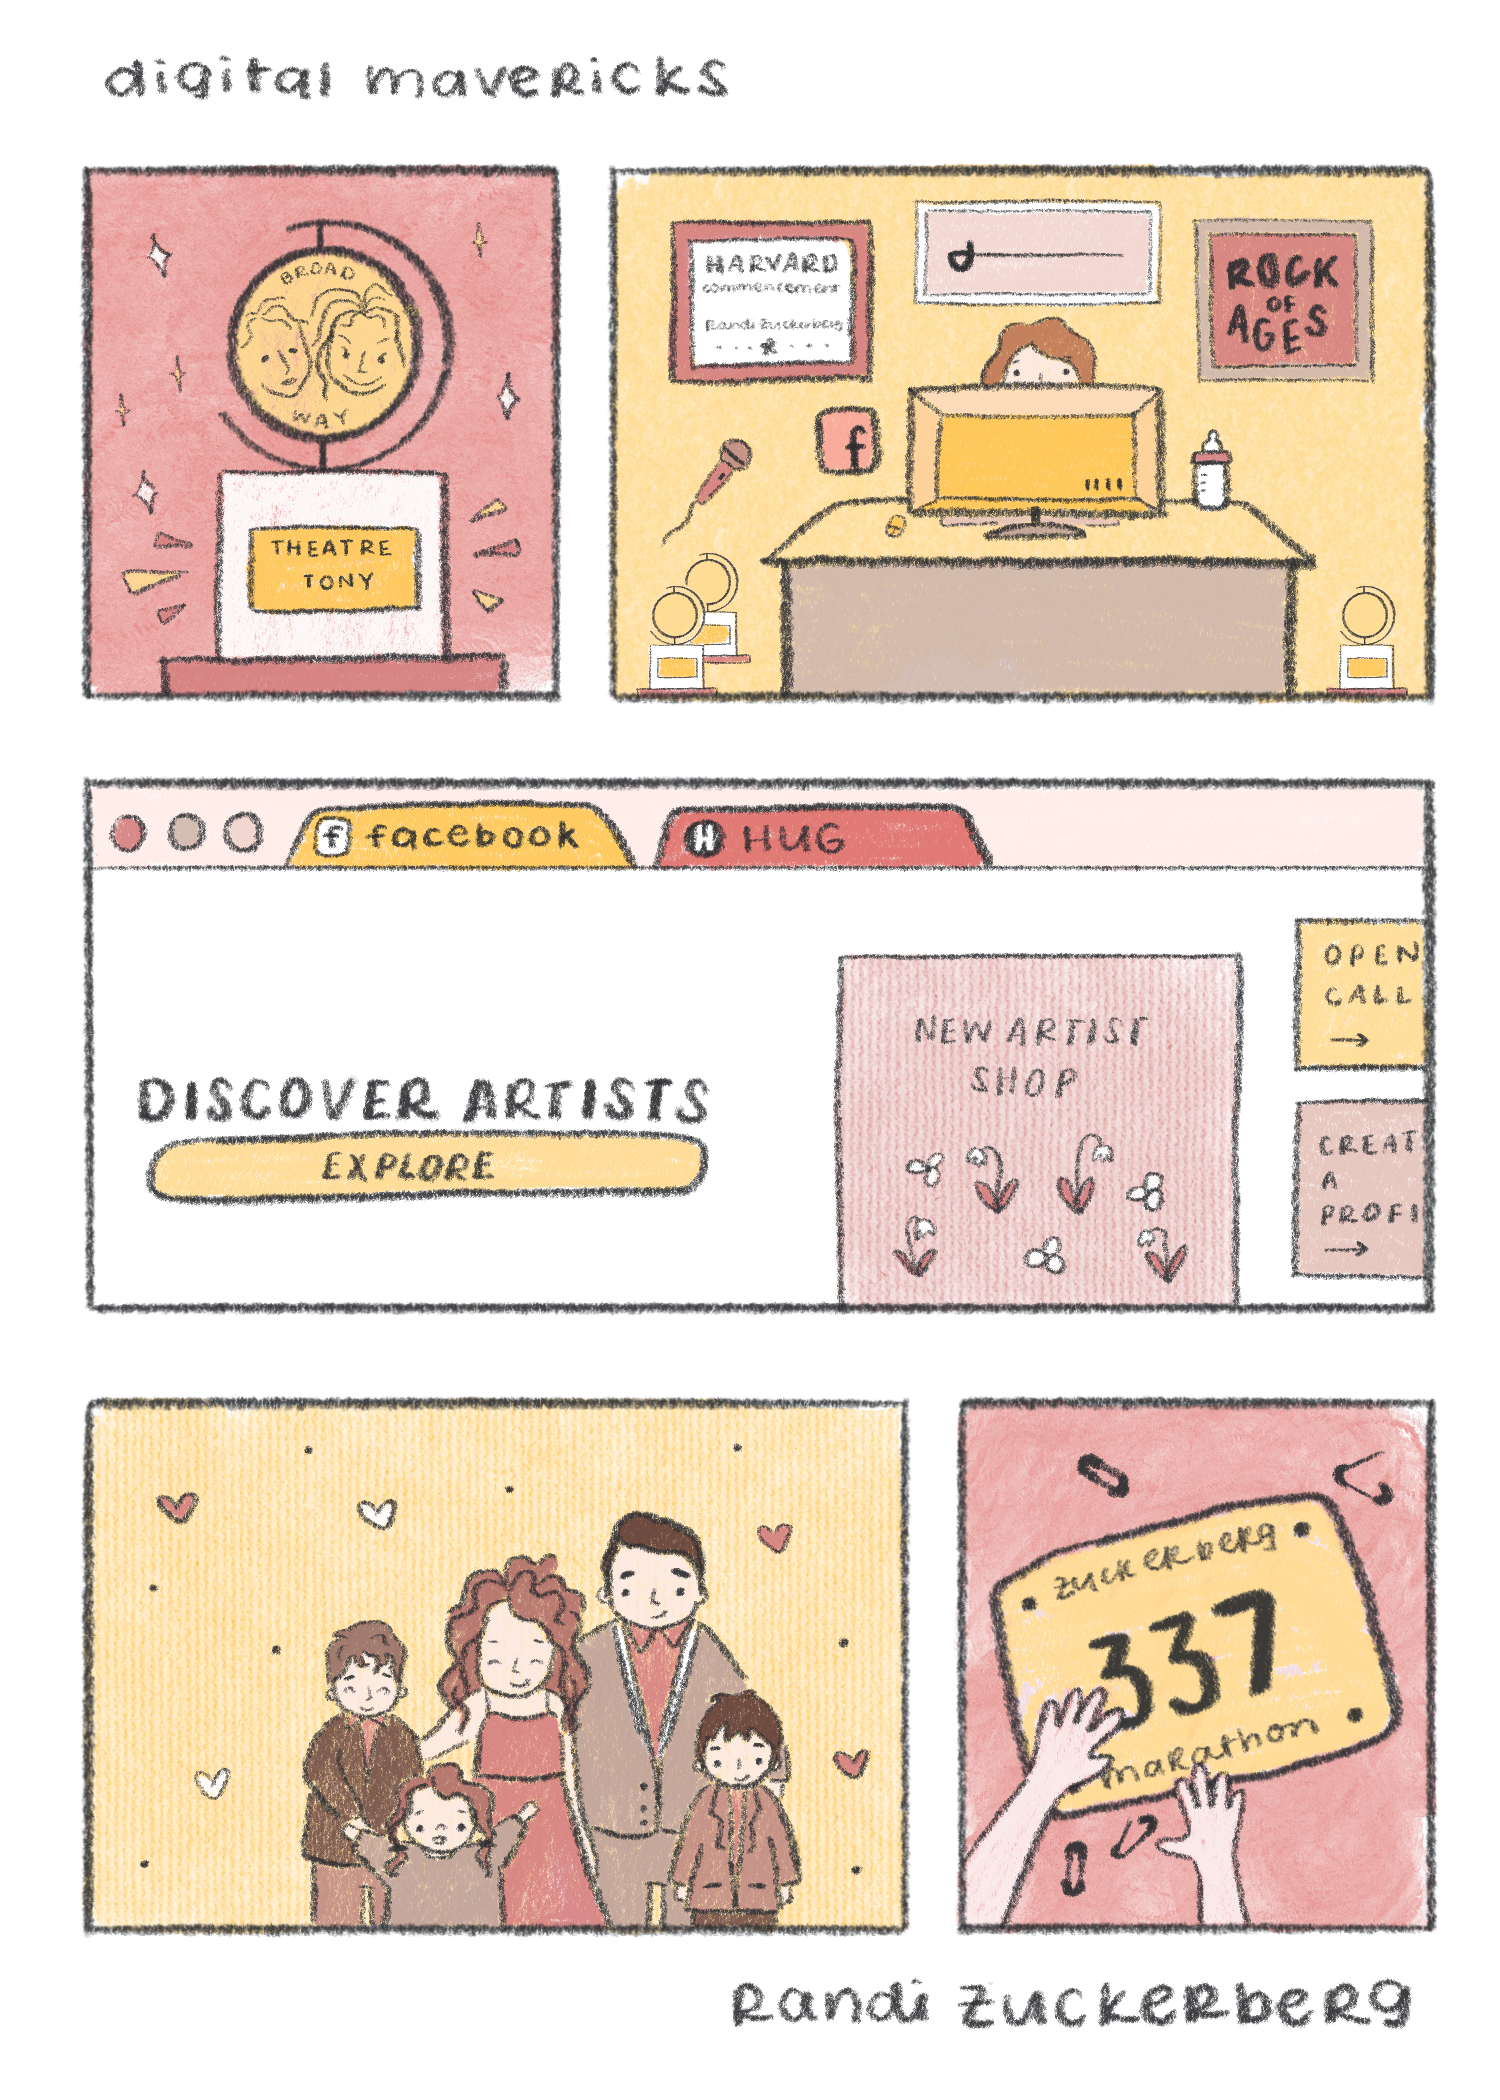 digital mavericks
BROAD
WAY
THEATRE
TONY
HARVARD
commencement
Randi Zuckerberg
d
ROCK
OF
AGES
f
f facebook
H HUG
DISCOVER ARTISTS
EXPLORE
NEW ARTIST
SHOP
OPEN
CALL
→
CREAT
A
PROFI
→
zuckerberg
337
marathon
Randi Zuckerberg